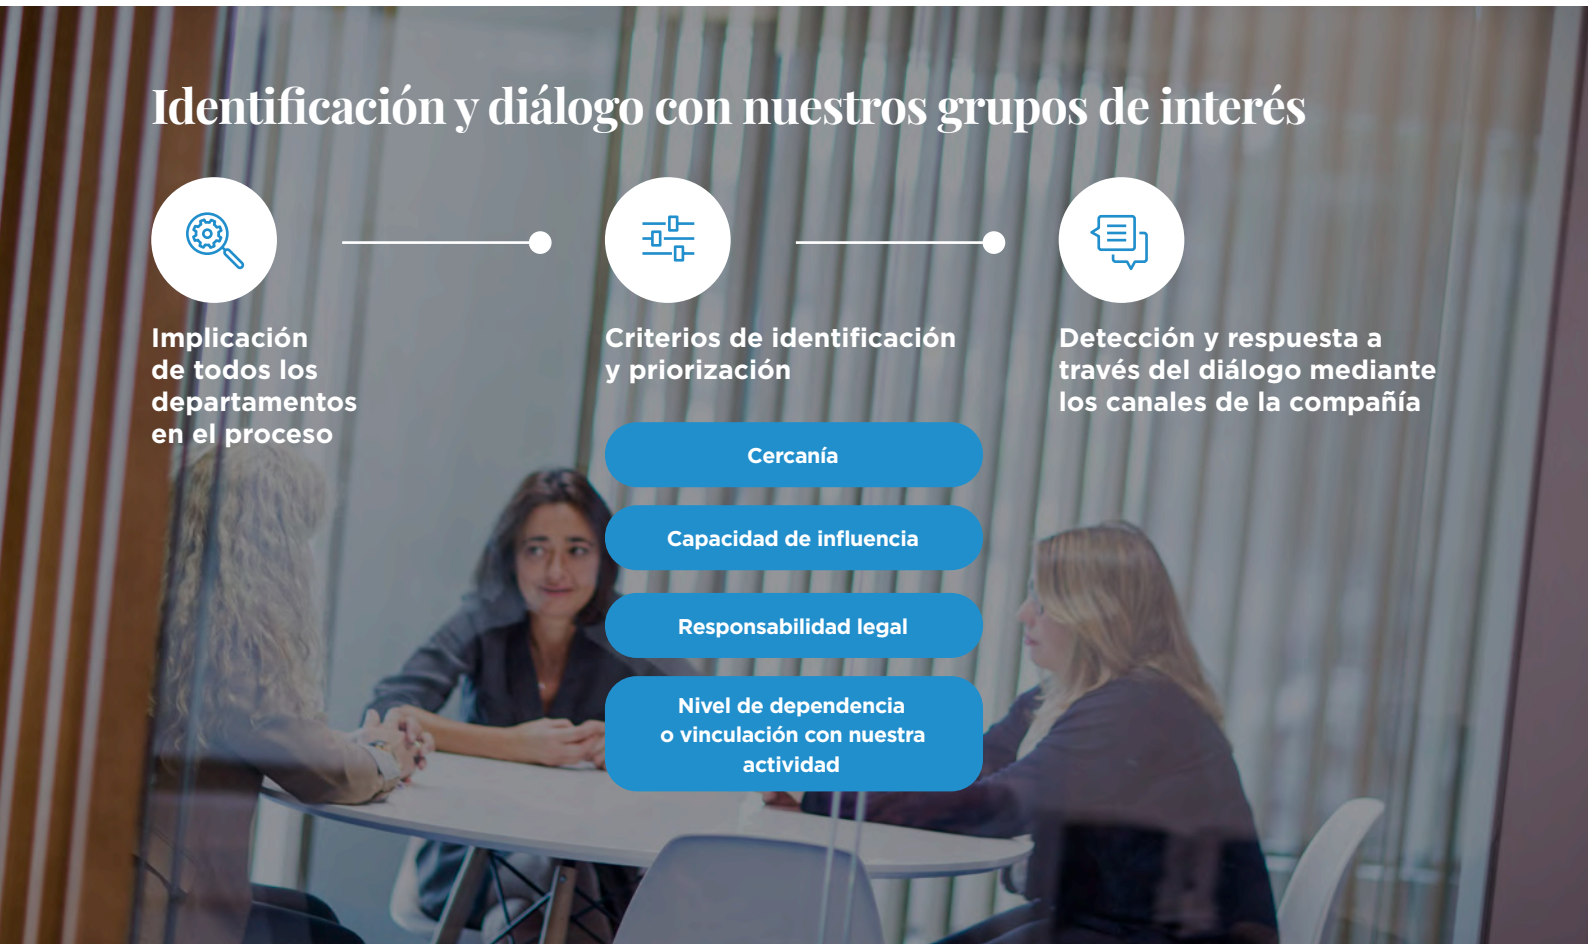 Identificación y diálogo con nuestros grupos de interés
Implicación
de todos los
departamentos
en el proceso
Criterios de identificación
y priorización
Cercanía
Capacidad de influencia
Responsabilidad legal
Nivel de dependencia
o vinculación con nuestra
actividad
Detección y respuesta a
través del diálogo mediante
los canales de la compañía